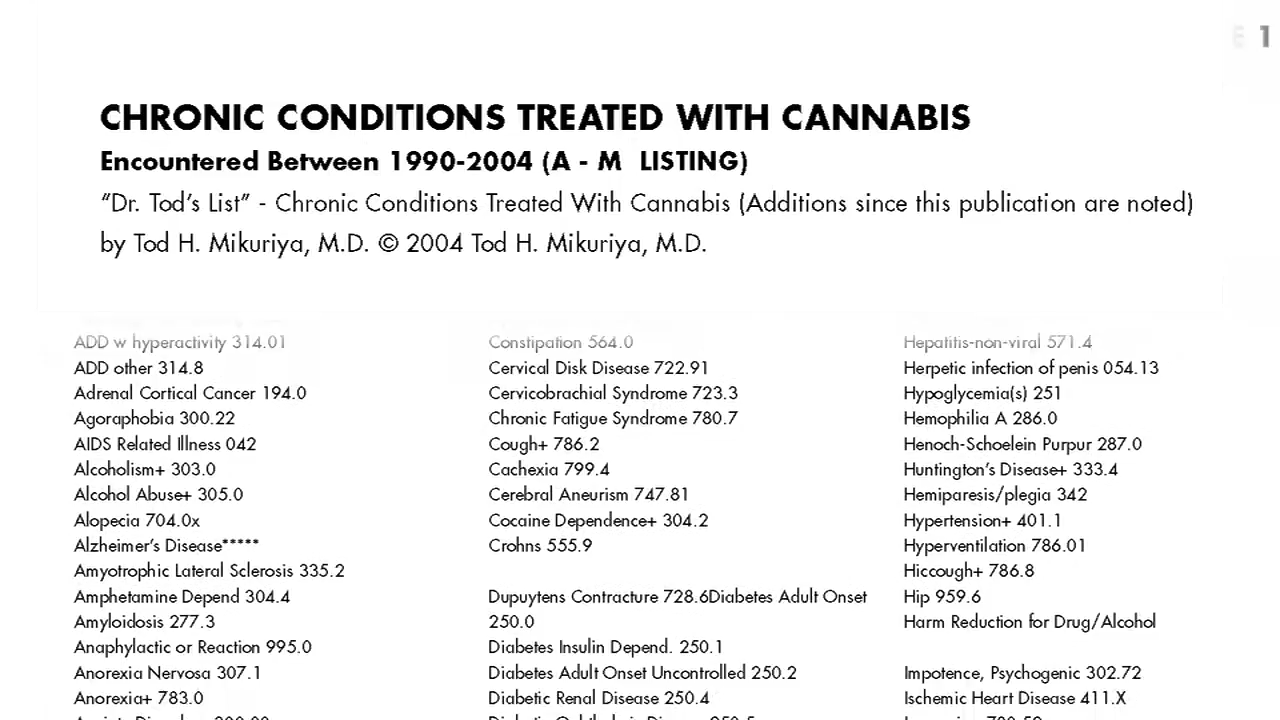 1
CHRONIC CONDITIONS TREATED WITH CANNABIS
Encountered Between 1990-2004 (A - M LISTING)
“Dr. Tod’s List” - Chronic Conditions Treated With Cannabis (Additions since this publication are noted)
by Tod H. Mikuriya, M.D. © 2004 Tod H. Mikuriya, M.D.
ADD w hyperactivity 314.01
ADD other 314.8
Adrenal Cortical Cancer 194.0
Agoraphobia 300.22
AIDS Related Illness 042
Alcoholism+ 303.0
Alcohol Abuse+ 305.0
Alopecia 704.0x
Alzheimer’s Disease*****
Amyotrophic Lateral Sclerosis 335.2
Amphetamine Depend 304.4
Amyloidosis 277.3
Anaphylactic or Reaction 995.0
Anorexia Nervosa 307.1
Anorexia+ 783.0
Constipation 564.0
Cervical Disk Disease 722.91
Cervicobrachial Syndrome 723.3
Chronic Fatigue Syndrome 780.7
Cough+ 786.2
Cachexia 799.4
Cerebral Aneurism 747.81
Cocaine Dependence+ 304.2
Crohns 555.9
Dupuytens Contracture 728.6Diabetes Adult Onset
250.0
Diabetes Insulin Depend. 250.1
Diabetes Adult Onset Uncontrolled 250.2
Diabetic Renal Disease 250.4
Hepatitis-non-viral 571.4
Herpetic infection of penis 054.13
Hypoglycemia(s) 251
Hemophilia A 286.0
Henoch-Schoelein Purpur 287.0
Huntington’s Disease+ 333.4
Hemiparesis/plegia 342
Hypertension+ 401.1
Hyperventilation 786.01
Hiccough+ 786.8
Hip 959.6
Harm Reduction for Drug/Alcohol
Impotence, Psychogenic 302.72
Ischemic Heart Disease 411.X